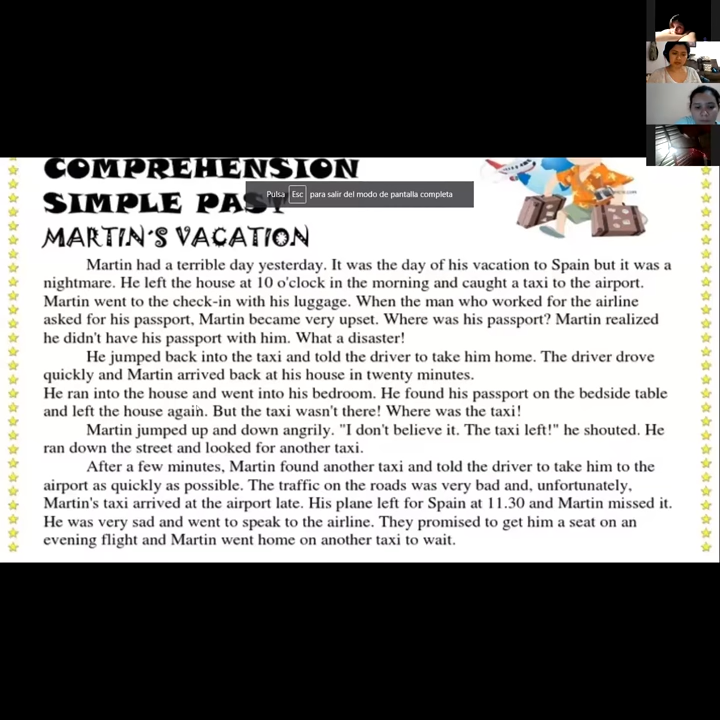 COMPREHENSION
SIMPLE PAST
Pulsa Esc para salir del modo de pantalla completa
MARTIN'S VACATION
Martin had a terrible day yesterday. It was the day of his vacation to Spain but it was a
nightmare. He left the house at 10 o'clock in the morning and caught a taxi to the airport.
Martin went to the check-in with his luggage. When the man who worked for the airline
asked for his passport, Martin became very upset. Where was his passport? Martin realized
he didn't have his passport with him. What a disaster!
He jumped back into the taxi and told the driver to take him home. The driver drove
quickly and Martin arrived back at his house in twenty minutes.
He ran into the house and went into his bedroom. He found his passport on the bedside table
and left the house again. But the taxi wasn't there! Where was the taxi!
Martin jumped up and down angrily. "I don't believe it. The taxi left!" he shouted. He
ran down the street and looked for another taxi.
After a few minutes, Martin found another taxi and told the driver to take him to the
airport as quickly as possible. The traffic on the roads was very bad and, unfortunately,
Martin's taxi arrived at the airport late. His plane left for Spain at 11.30 and Martin missed it.
He was very sad and went to speak to the airline. They promised to get him a seat on an
evening flight and Martin went home on another taxi to wait.